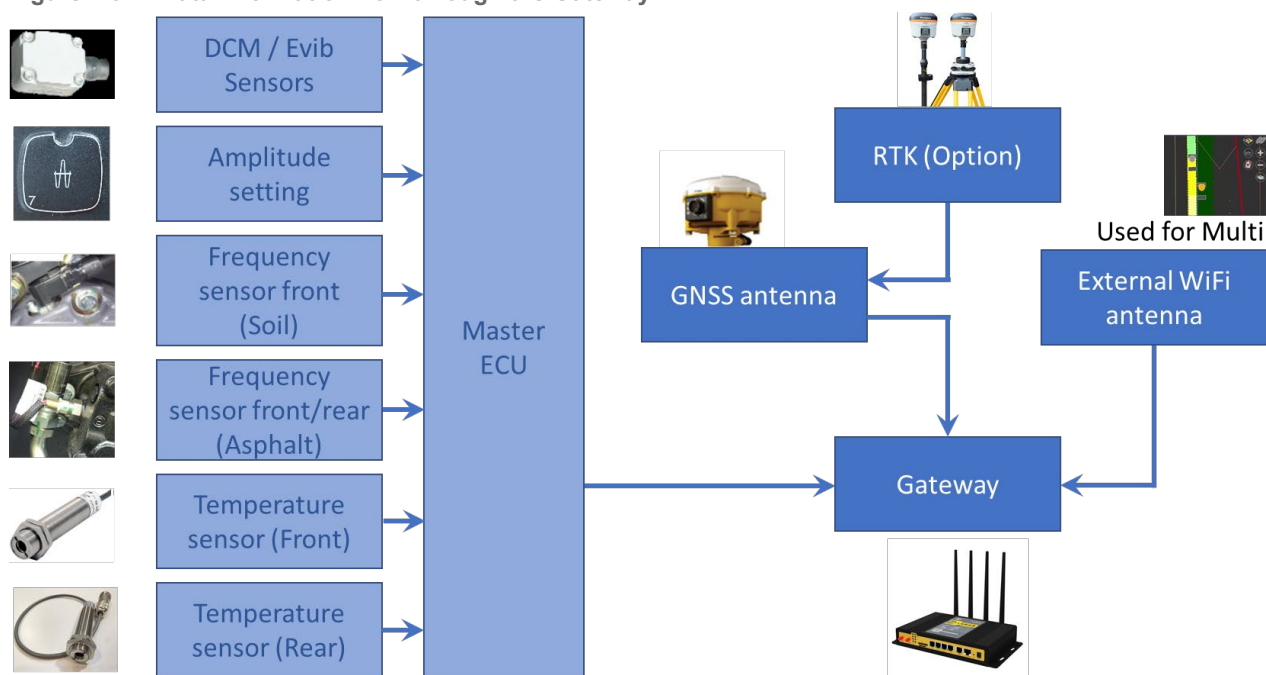 DCM / Evib
Sensors
Amplitude
setting
7
Frequency
sensor front
(Soil)
Frequency
sensor front/rear
(Asphalt)
Temperature
sensor (Front)
Temperature
sensor (Rear)
Master
ECU
RTK (Option)
GNSS antenna
Used for Multi
External WiFi
antenna
Gateway